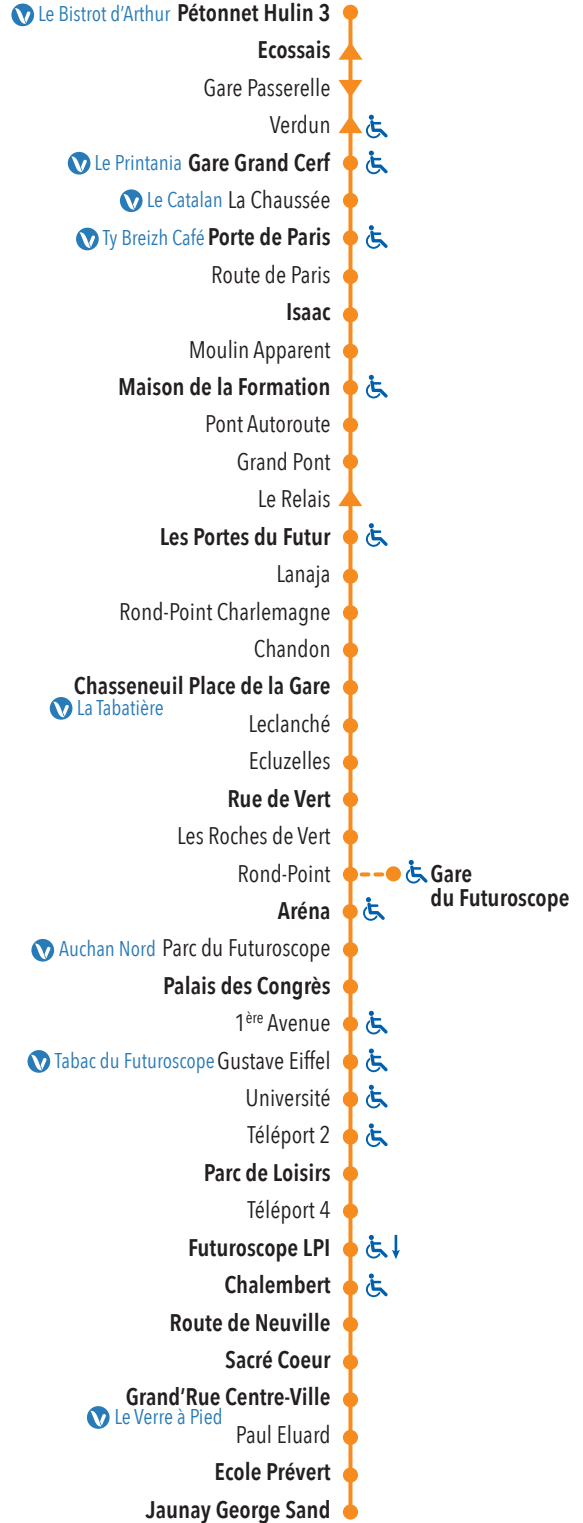 Le Bistrot d’Arthur Pétonnet Hulin 3
Ecossais
Gare Passerelle
Verdun
Le Printania Gare Grand Cerf
Le Catalan La Chaussée
Ty Breizh Café Porte de Paris
Route de Paris
Isaac
Moulin Apparent
Maison de la Formation
Pont Autoroute
Grand Pont
Le Relais
Les Portes du Futur
Lanaja
Rond-Point Charlemagne
Chandon
Chasseneuil Place de la Gare
La Tabatière
Leclanché
Ecluzelles
Rue de Vert
Les Roches de Vert
Rond-Point Gare
du Futuroscope
Aréna
Auchan Nord Parc du Futuroscope
Palais des Congrès
1ère Avenue
Tabac du Futuroscope Gustave Eiffel
Université
Téléport 2
Parc de Loisirs
Téléport 4
Futuroscope LPI
Chalembert
Route de Neuville
Sacré Coeur
Grand’Rue Centre-Ville
Le Verre à Pied
Paul Eluard
Ecole Prévert
Jaunay George Sand